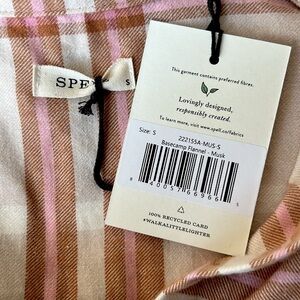 SPE
S
This garment contains preferred fibres.
Lovingly designed,
responsibly created.
To learn more, visit www.spell.co/fabrics
Size: S
222155A-MUS-S
Basecamp Flannel - Musk
100% RECYCLED CARD
#WALKALITTLELIGHTER